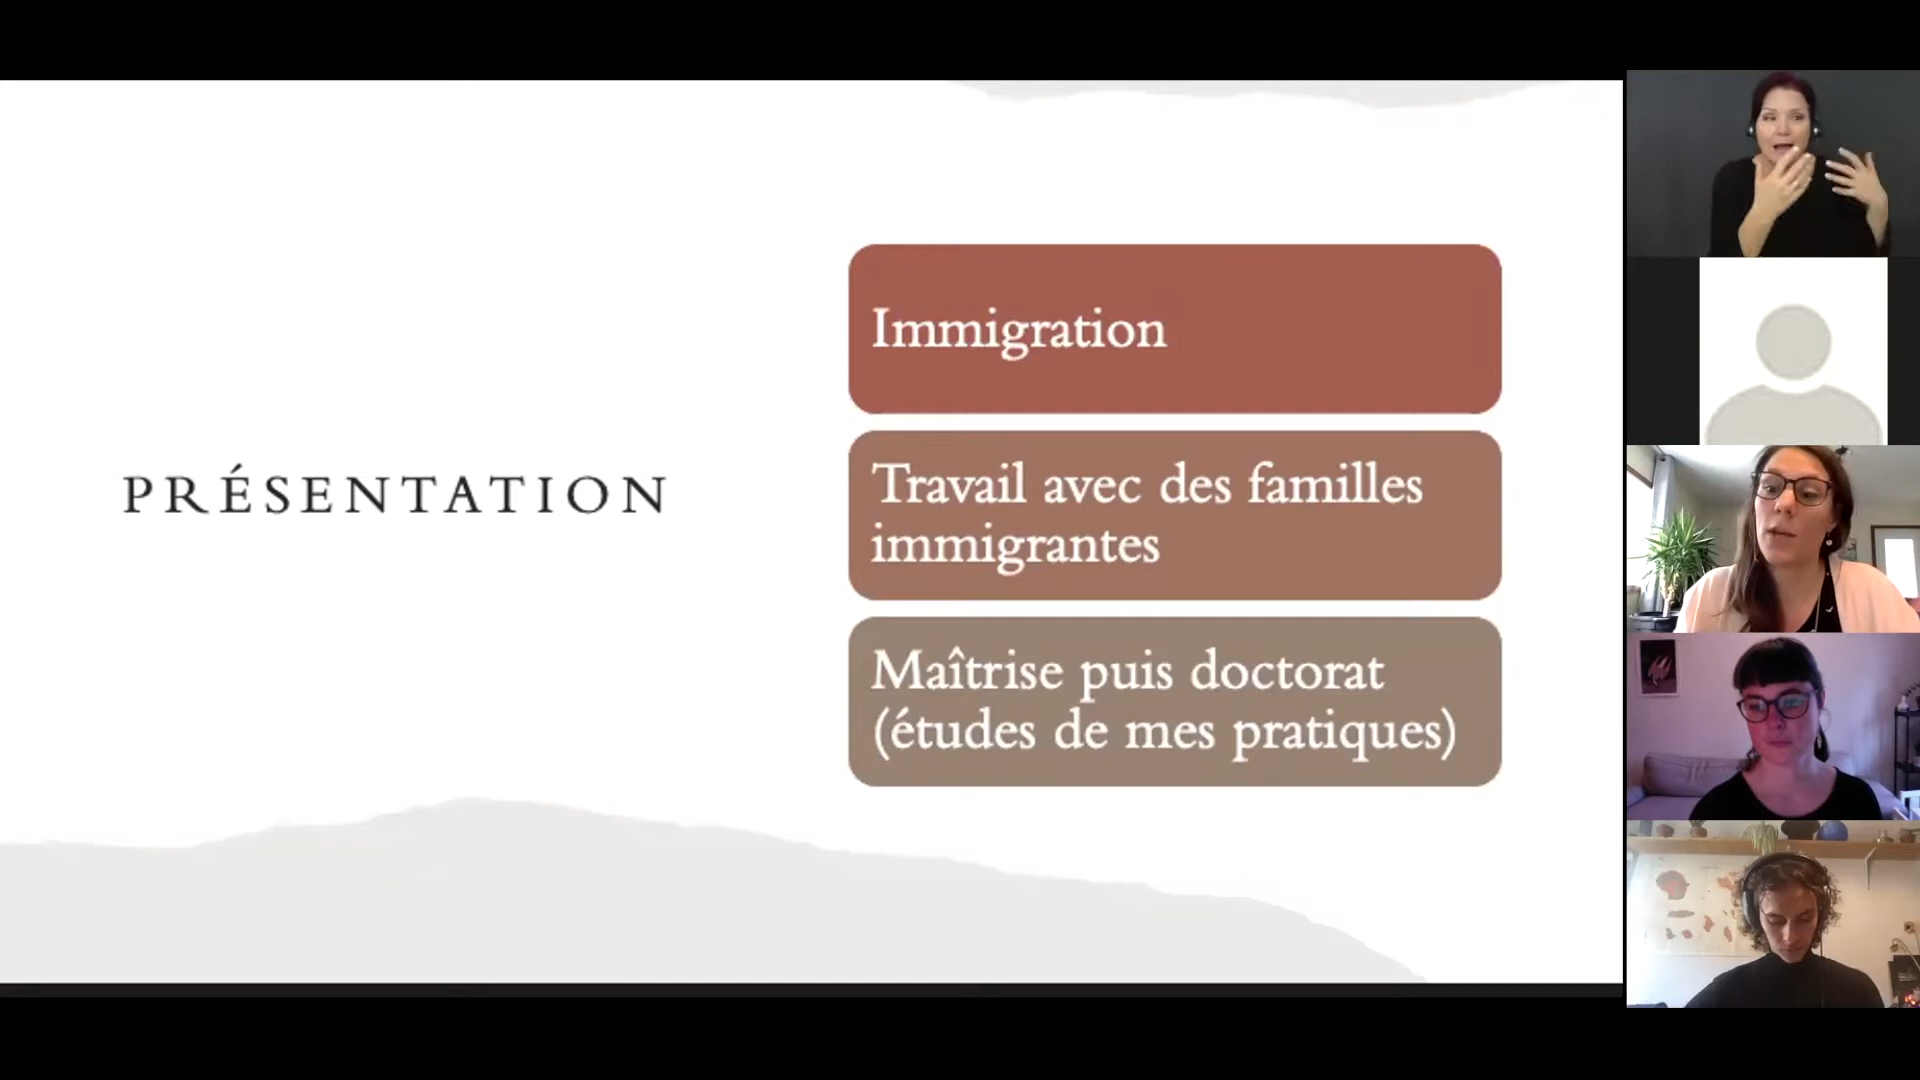 PRÉSENTATION
Immigration
Travail avec des familles
immigrantes
Maîtrise puis doctorat
(études de mes pratiques)